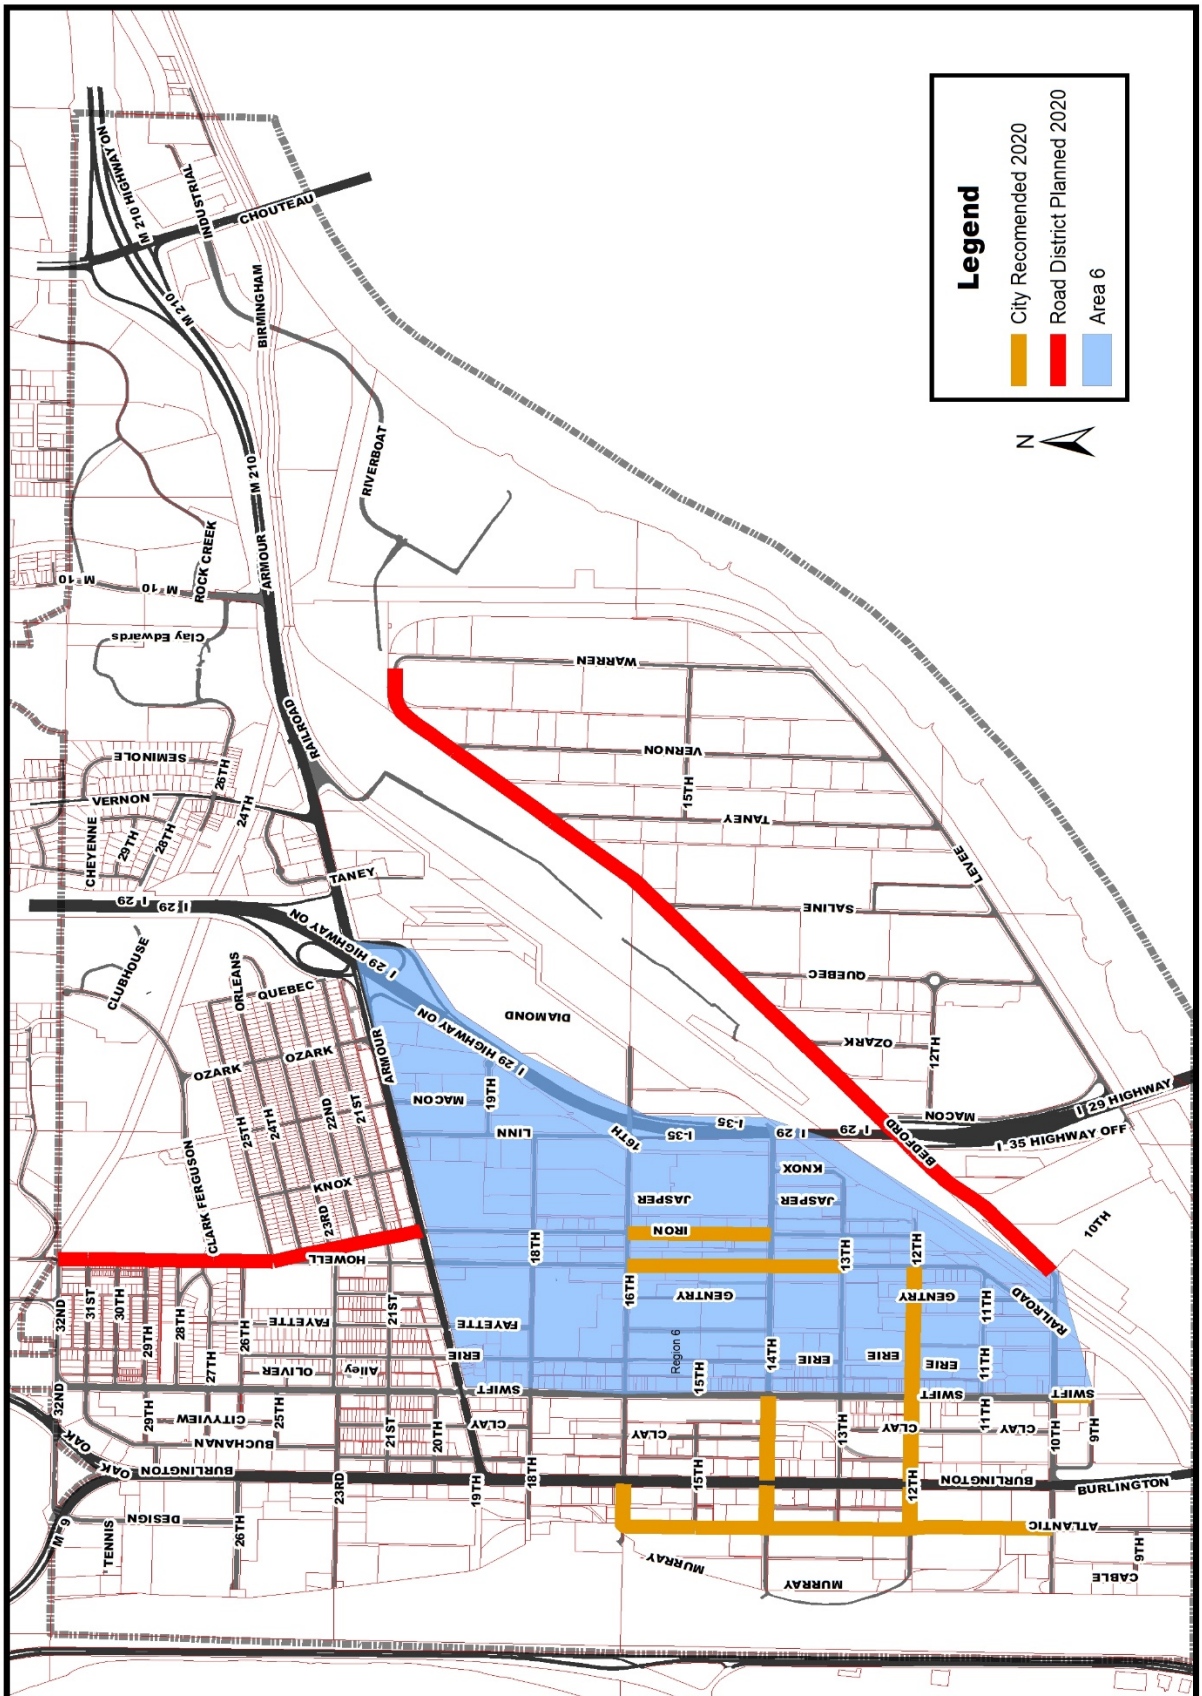 M 210 HIGHWAY ON
INDUSTRIAL
CHOUTEAU
M 210
BIRMINGHAM
M 210
ARMOUR
RIVERBOAT
M 10
M 10
ROCK CREEK
Clay Edwards
RAILROAD
SEMINOLE
26TH
VERNON
24TH
CHEYENNE
29TH
28TH
TANEY
I 29
I 29
I 29 HIGHWAY ON
CLUBHOUSE
ORLEANS
QUEBEC
OZARK
OZARK
25TH
24TH
22ND
21ST
ARMOUR
CLARK FERGUSON
KNOX
23RD
HOWELL
WARREN
VERNON
15TH
TANEY
SALINE
LEVEE
QUEBEC
OZARK
12TH
MACON
I 29 HIGHWAY
I 35 HIGHWAY OFF
BEDFORD
10TH
DIAMOND
I 29 HIGHWAY ON
I 29 HIGHWAY ON
MACON
19TH
LINN
16TH
I-35
I-35
I 29
I 29
KNOX
JASPER
JASPER
IRON
18TH
16TH
13TH
12TH
GENTRY
GENTRY
11TH
RAILROAD
FAYETTE
ERIE
Region 6
15TH
14TH
ERIE
ERIE
ERIE
11TH
SWIFT
SWIFT
SWIFT
32ND
31ST
30TH
29TH
28TH
27TH
26TH
FAYETTE
21ST
OLIVER
Alley
32ND
29TH
CITYVIEW
25TH
BUCHANAN
21ST
20TH
CLAY
CLAY
15TH
13TH
CLAY
11TH
CLAY
10TH
9TH
OAK
OAK
BURLINGTON
23RD
19TH
18TH
12TH
BURLINGTON
BURLINGTON
M 9
TENNIS
DESIGN
26TH
MURRAY
MURRAY
ATLANTIC
9TH
CABLE
N
Legend
City Recomended 2020
Road District Planned 2020
Area 6